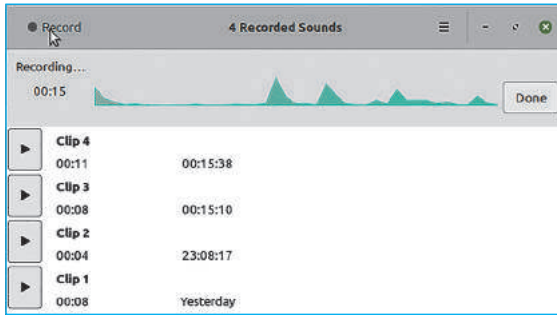 Record
4 Recorded Sounds
Recording...
00:15
Done
Clip 4
00:11 00:15:38
Clip 3
00:08 00:15:10
Clip 2
00:04 23:08:17
Clip 1
00:08 Yesterday